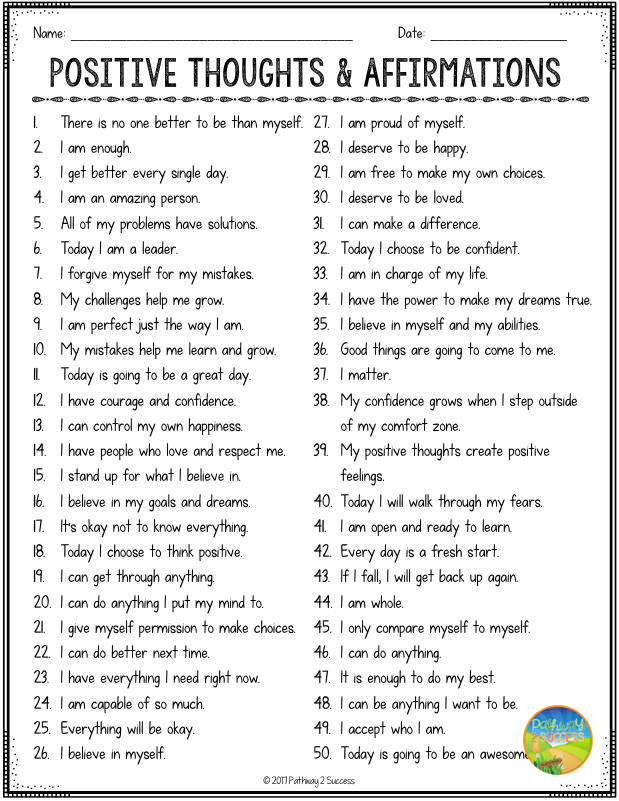 Name: ____________________ Date: ____________________
POSITIVE THOUGHTS & AFFIRMATIONS
1. There is no one better to be than myself.
2. I am enough.
3. I get better every single day.
4. I am an amazing person.
5. All of my problems have solutions.
6. Today I am a leader.
7. I forgive myself for my mistakes.
8. My challenges help me grow.
9. I am perfect just the way I am.
10. My mistakes help me learn and grow.
11. Today is going to be a great day.
12. I have courage and confidence.
13. I can control my own happiness.
14. I have people who love and respect me.
15. I stand up for what I believe in.
16. I believe in my goals and dreams.
17. It's okay not to know everything.
18. Today I choose to think positive.
19. I can get through anything.
20. I can do anything I put my mind to.
21. I give myself permission to make choices.
22. I can do better next time.
23. I have everything I need right now.
24. I am capable of so much.
25. Everything will be okay.
26. I believe in myself.
27. I am proud of myself.
28. I deserve to be happy.
29. I am free to make my own choices.
30. I deserve to be loved.
31. I can make a difference.
32. Today I choose to be confident.
33. I am in charge of my life.
34. I have the power to make my dreams true.
35. I believe in myself and my abilities.
36. Good things are going to come to me.
37. I matter.
38. My confidence grows when I step outside
of my comfort zone.
39. My positive thoughts create positive
feelings.
40. Today I will walk through my fears.
41. I am open and ready to learn.
42. Every day is a fresh start.
43. If I fall, I will get back up again.
44. I am whole.
45. I only compare myself to myself.
46. I can do anything.
47. It is enough to do my best.
48. I can be anything I want to be.
49. I accept who I am.
50. Today is going to be an awesome
Pathway
2 SUCCESS
© 2017 Pathway 2 Success